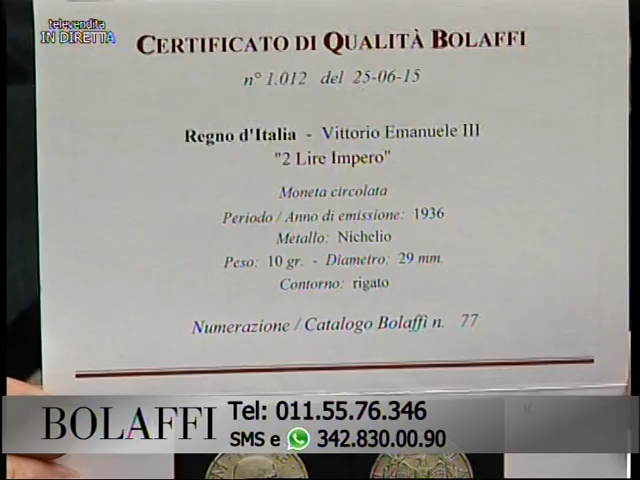 televendita
IN DIRETTA
CERTIFICATO DI QUALITÀ BOLAFFI
n° 1.012 del 25-06-15
Regno d'Italia - Vittorio Emanuele III
"2 Lire Impero"
Moneta circolata
Periodo / Anno di emissione: 1936
Metallo: Nichelio
Peso: 10 gr. - Diametro: 29 mm.
Contorno: rigato
Numerazione / Catalogo Bolaffi n. 77
BOLAFFI
Tel: 011.55.76.346
SMS e 342.830.00.90